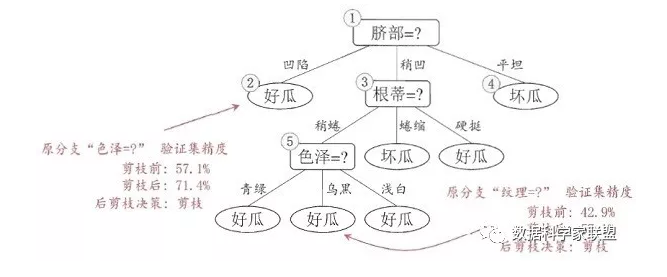 ①
脐部=?
凹陷 稍凹 平坦
② ③ ④
好瓜 根蒂=? 坏瓜
稍蜷 蜷缩 硬挺
⑤
色泽=? 坏瓜 好瓜
青绿 乌黑 浅白
好瓜 好瓜 好瓜
原分支“色泽=?” 验证集精度
剪枝前: 57.1%
剪枝后: 71.4%
后剪枝决策: 剪枝
原分支“纹理=?” 验证集精度
剪枝前: 42.9%
数据科学家联盟
后剪枝决策: 剪枝